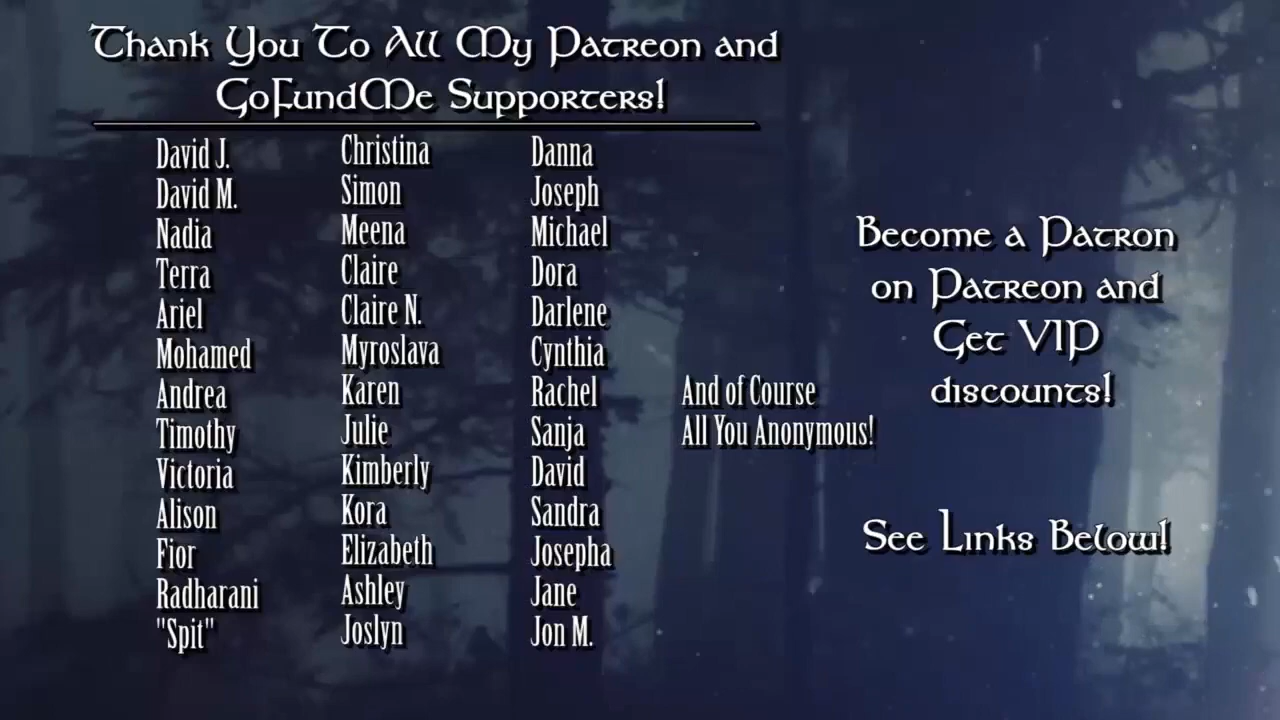 Thank You To All My Patreon and
GoFundMe Supporters!
David J.
David M.
Nadia
Terra
Ariel
Mohamed
Andrea
Timothy
Victoria
Alison
Fior
Radharani
"Spit"
Christina
Simon
Meena
Claire
Claire N.
Myroslava
Karen
Julie
Kimberly
Kora
Elizabeth
Ashley
Joslyn
Danna
Joseph
Michael
Dora
Darlene
Cynthia
Rachel
Sanja
David
Sandra
Josepha
Jane
Jon M.
And of Course
All You Anonymous!
Become a Patron
on Patreon and
Get VIP
discounts!
See Links Below!